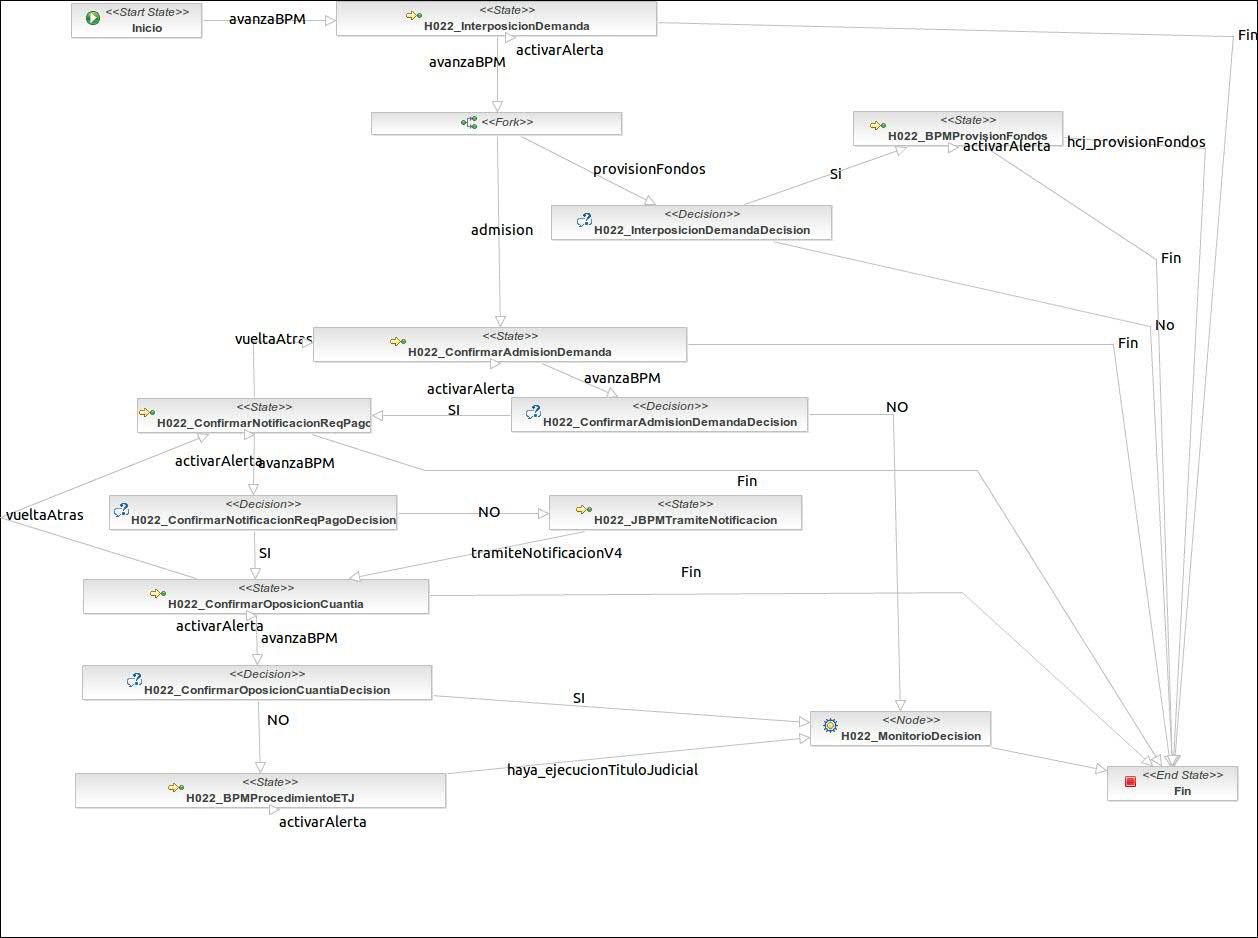 <<Start State>>
Inicio
avanzaBPM
<<State>>
H022_InterposicionDemanda
Fin
activarAlerta
avanzaBPM
<<Fork>>
<<State>>
H022_BPMProvisionFondos
activarAlerta
hcj_provisionFondos
provisionFondos
Si
<<Decision>>
H022_InterposicionDemandaDecision
admision
Fin
No
vueltaAtras
<<State>>
H022_ConfirmarAdmisionDemanda
Fin
avanzaBPM
activarAlerta
SI
<<State>>
H022_ConfirmarNotificacionReqPago
<<Decision>>
H022_ConfirmarAdmisionDemandaDecision
NO
activarAlerta
avanzaBPM
Fin
vueltaAtras
<<Decision>>
H022_ConfirmarNotificacionReqPagoDecision
NO
<<State>>
H022_JBPMTramiteNotificacion
SI
tramiteNotificacionV4
Fin
<<State>>
H022_ConfirmarOposicionCuantia
activarAlerta
avanzaBPM
<<Decision>>
H022_ConfirmarOposicionCuantiaDecision
SI
NO
<<Node>>
H022_MonitorioDecision
haya_ejecucionTituloJudicial
<<State>>
H022_BPMProcedimientoETJ
activarAlerta
<<End State>>
Fin